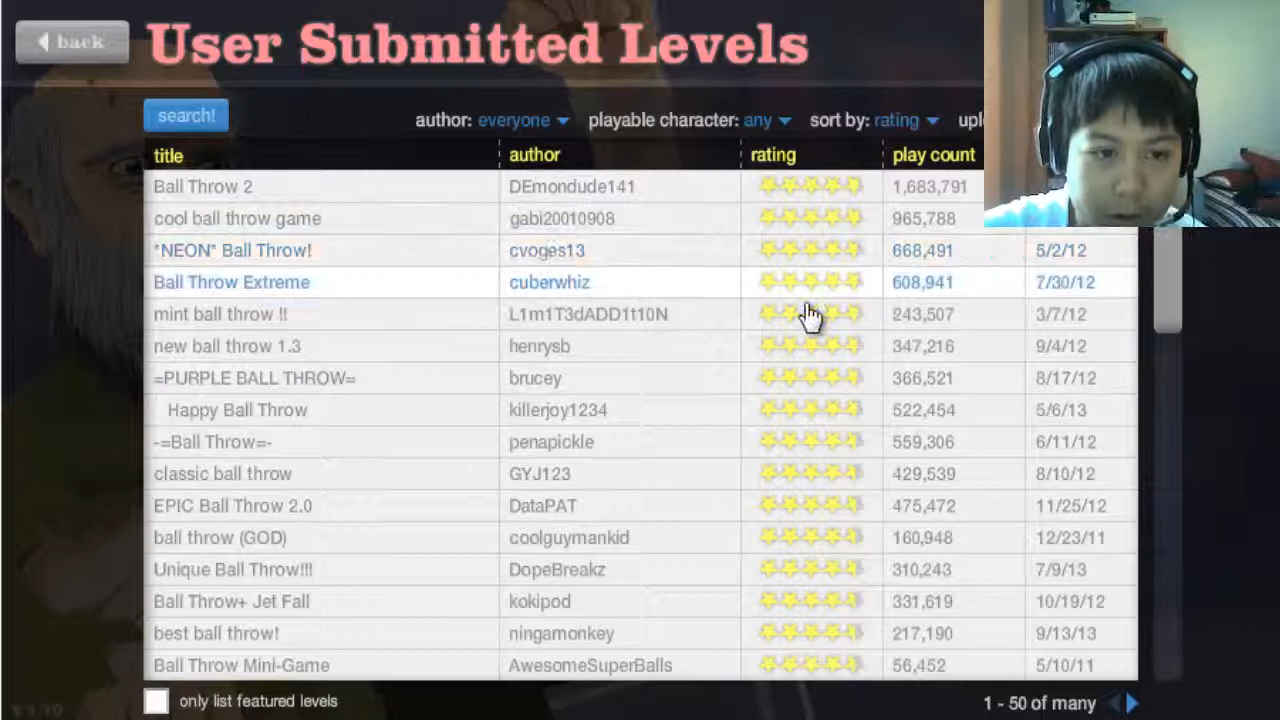 back
User Submitted Levels
search!
author: everyone playable character: any sort by: rating upl
title author rating play count
Ball Throw 2 DEmondude141 1,683,791
cool ball throw game gabi20010908 965,788
*NEON* Ball Throw! cvoges13 668,491 5/2/12
Ball Throw Extreme cuberwhiz 608,941 7/30/12
mint ball throw !! L1m1T3dADD1t10N 243,507 3/7/12
new ball throw 1.3 henrysb 347,216 9/4/12
=PURPLE BALL THROW= brucey 366,521 8/17/12
Happy Ball Throw killerjoy1234 522,454 5/6/13
-=Ball Throw=- penapickle 559,306 6/11/12
classic ball throw GYJ123 429,539 8/10/12
EPIC Ball Throw 2.0 DataPAT 475,472 11/25/12
ball throw (GOD) coolguymankid 160,948 12/23/11
Unique Ball Throw!!! DopeBreakz 310,243 7/9/13
Ball Throw+ Jet Fall kokipod 331,619 10/19/12
best ball throw! ningamonkey 217,190 9/13/13
Ball Throw Mini-Game AwesomeSuperBalls 56,452 5/10/11
only list featured levels 1 - 50 of many